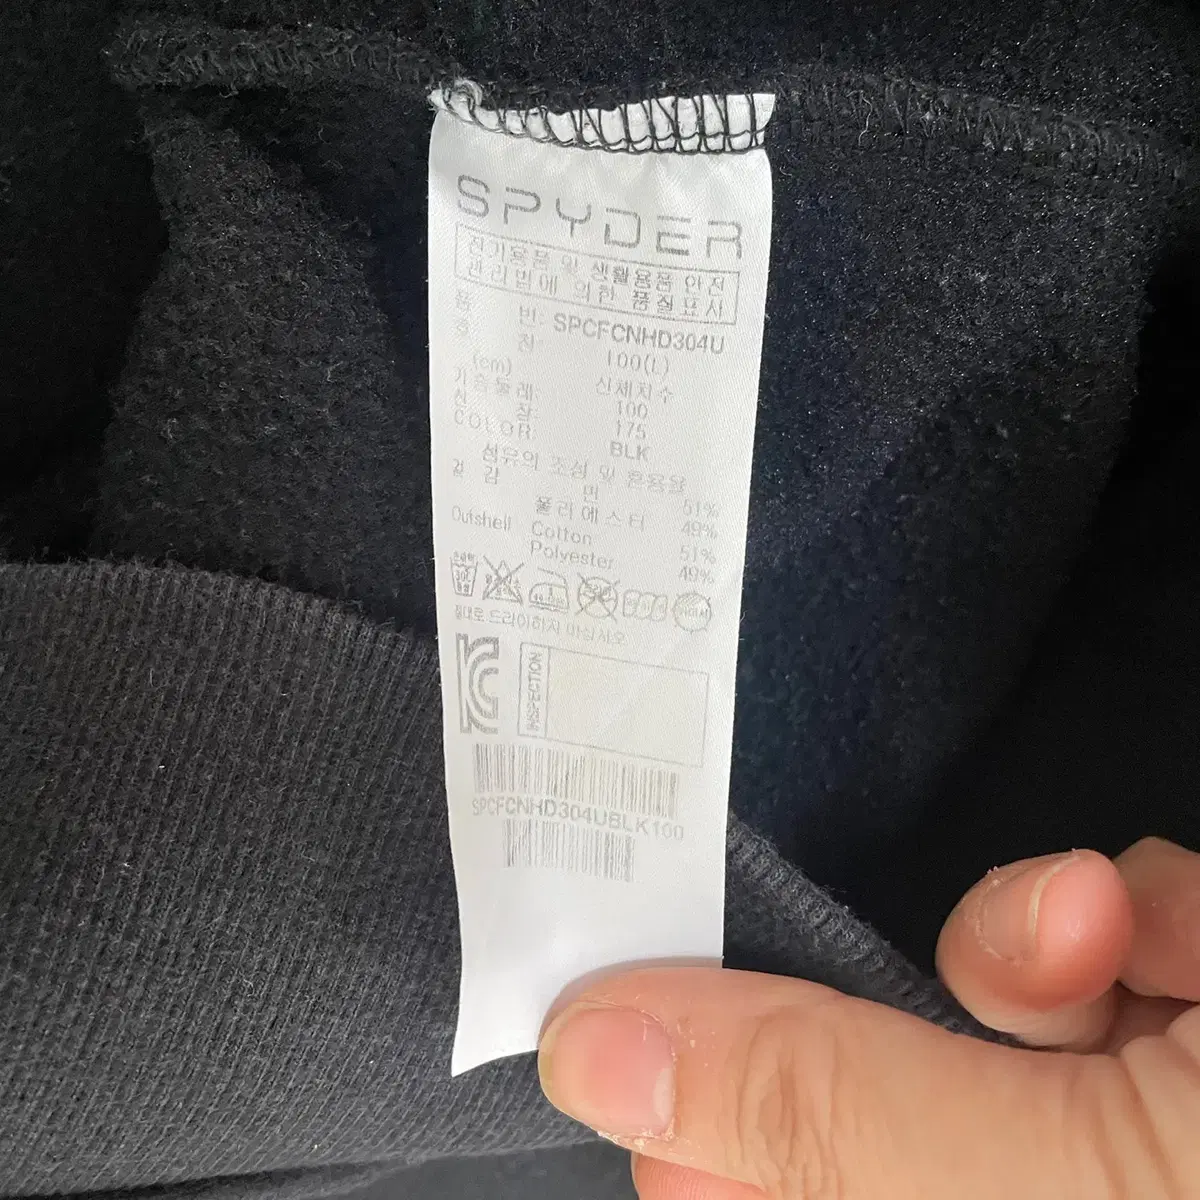 SPYDER
전기용품 및 생활용품 안전
관리법에 의한 품질표시
품 번: SPCFCNHD304U
호 칭: 100(L)
(cm) 신체치수
가슴둘레: 100
신 장: 175
COLOR: BLK
섬유의 조성 및 혼용율
겉 감
면 51%
폴리에스터 49%
Outshell Cotton 51%
Polyester 49%
절대로 드라이하지 마십시오
INSPECTION
SPCFCNHD304UBLK100